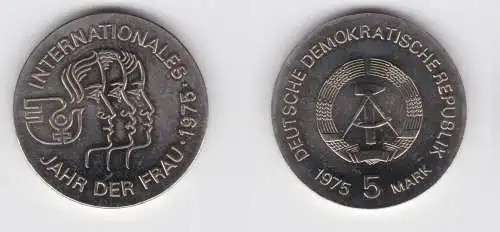 INTERNATIONALES
JAHR DER FRAU · 1975 ·
DEUTSCHE DEMOKRATISCHE REPUBLIK
1975 5 MARK